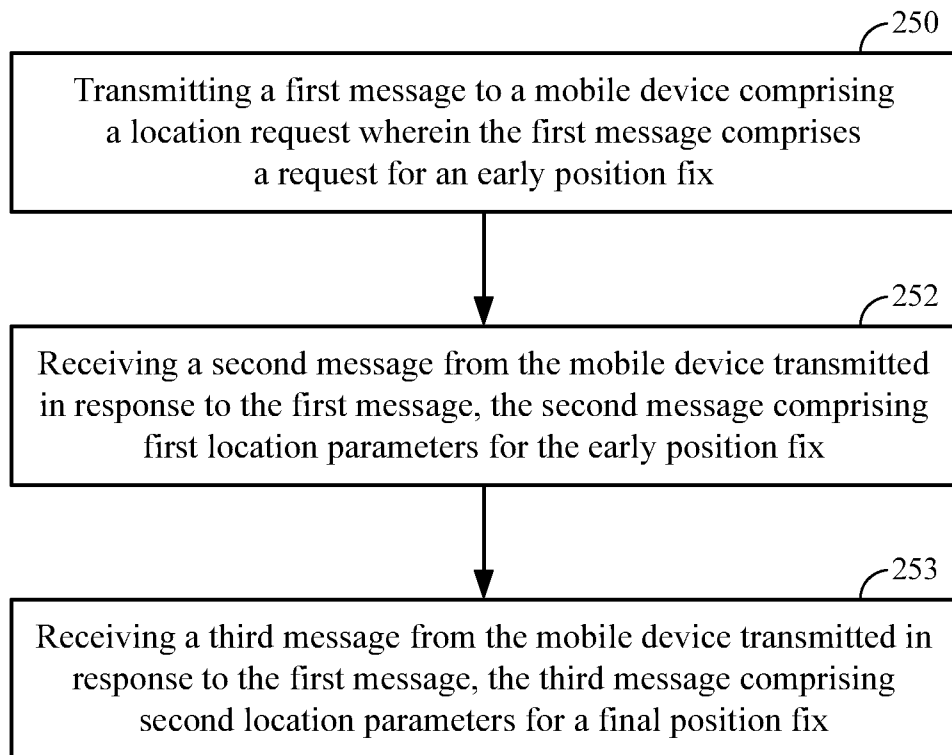 250
Transmitting a first message to a mobile device comprising
a location request wherein the first message comprises
a request for an early position fix
252
Receiving a second message from the mobile device transmitted
in response to the first message, the second message comprising
first location parameters for the early position fix
253
Receiving a third message from the mobile device transmitted in
response to the first message, the third message comprising
second location parameters for a final position fix